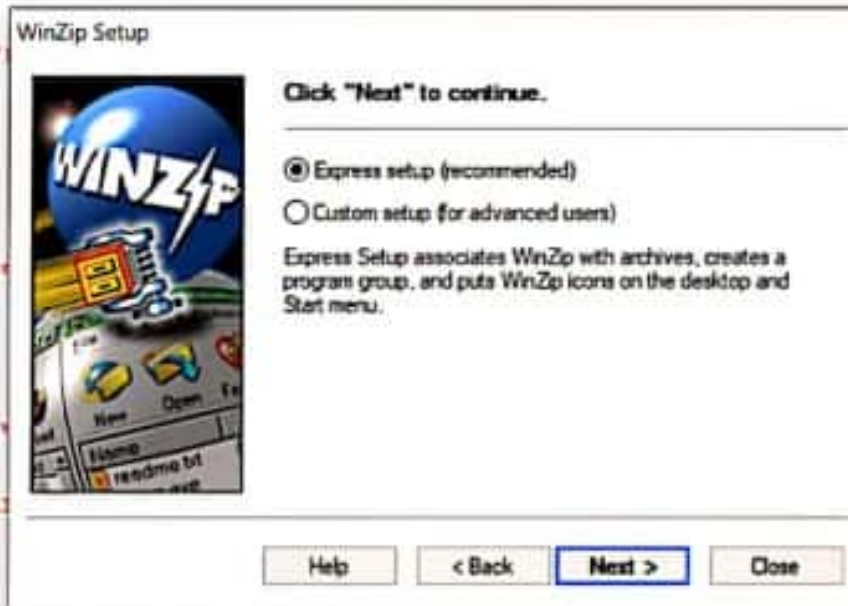 WinZip Setup
WINZIP
File
New Open
Name
readme.txt
Click "Next" to continue.
Express setup (recommended)
Custom setup (for advanced users)
Express Setup associates WinZip with archives, creates a
program group, and puts WinZip icons on the desktop and
Start menu.
Help < Back Next > Close